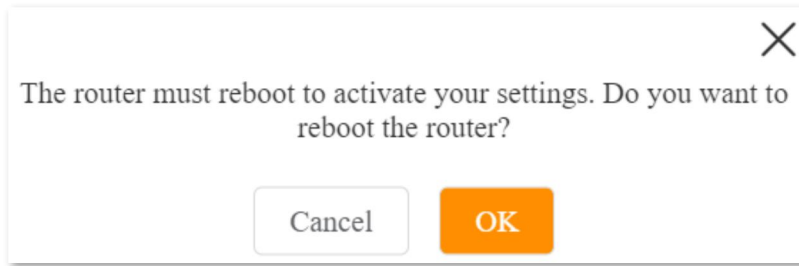 The router must reboot to activate your settings. Do you want to
reboot the router?
Cancel
OK